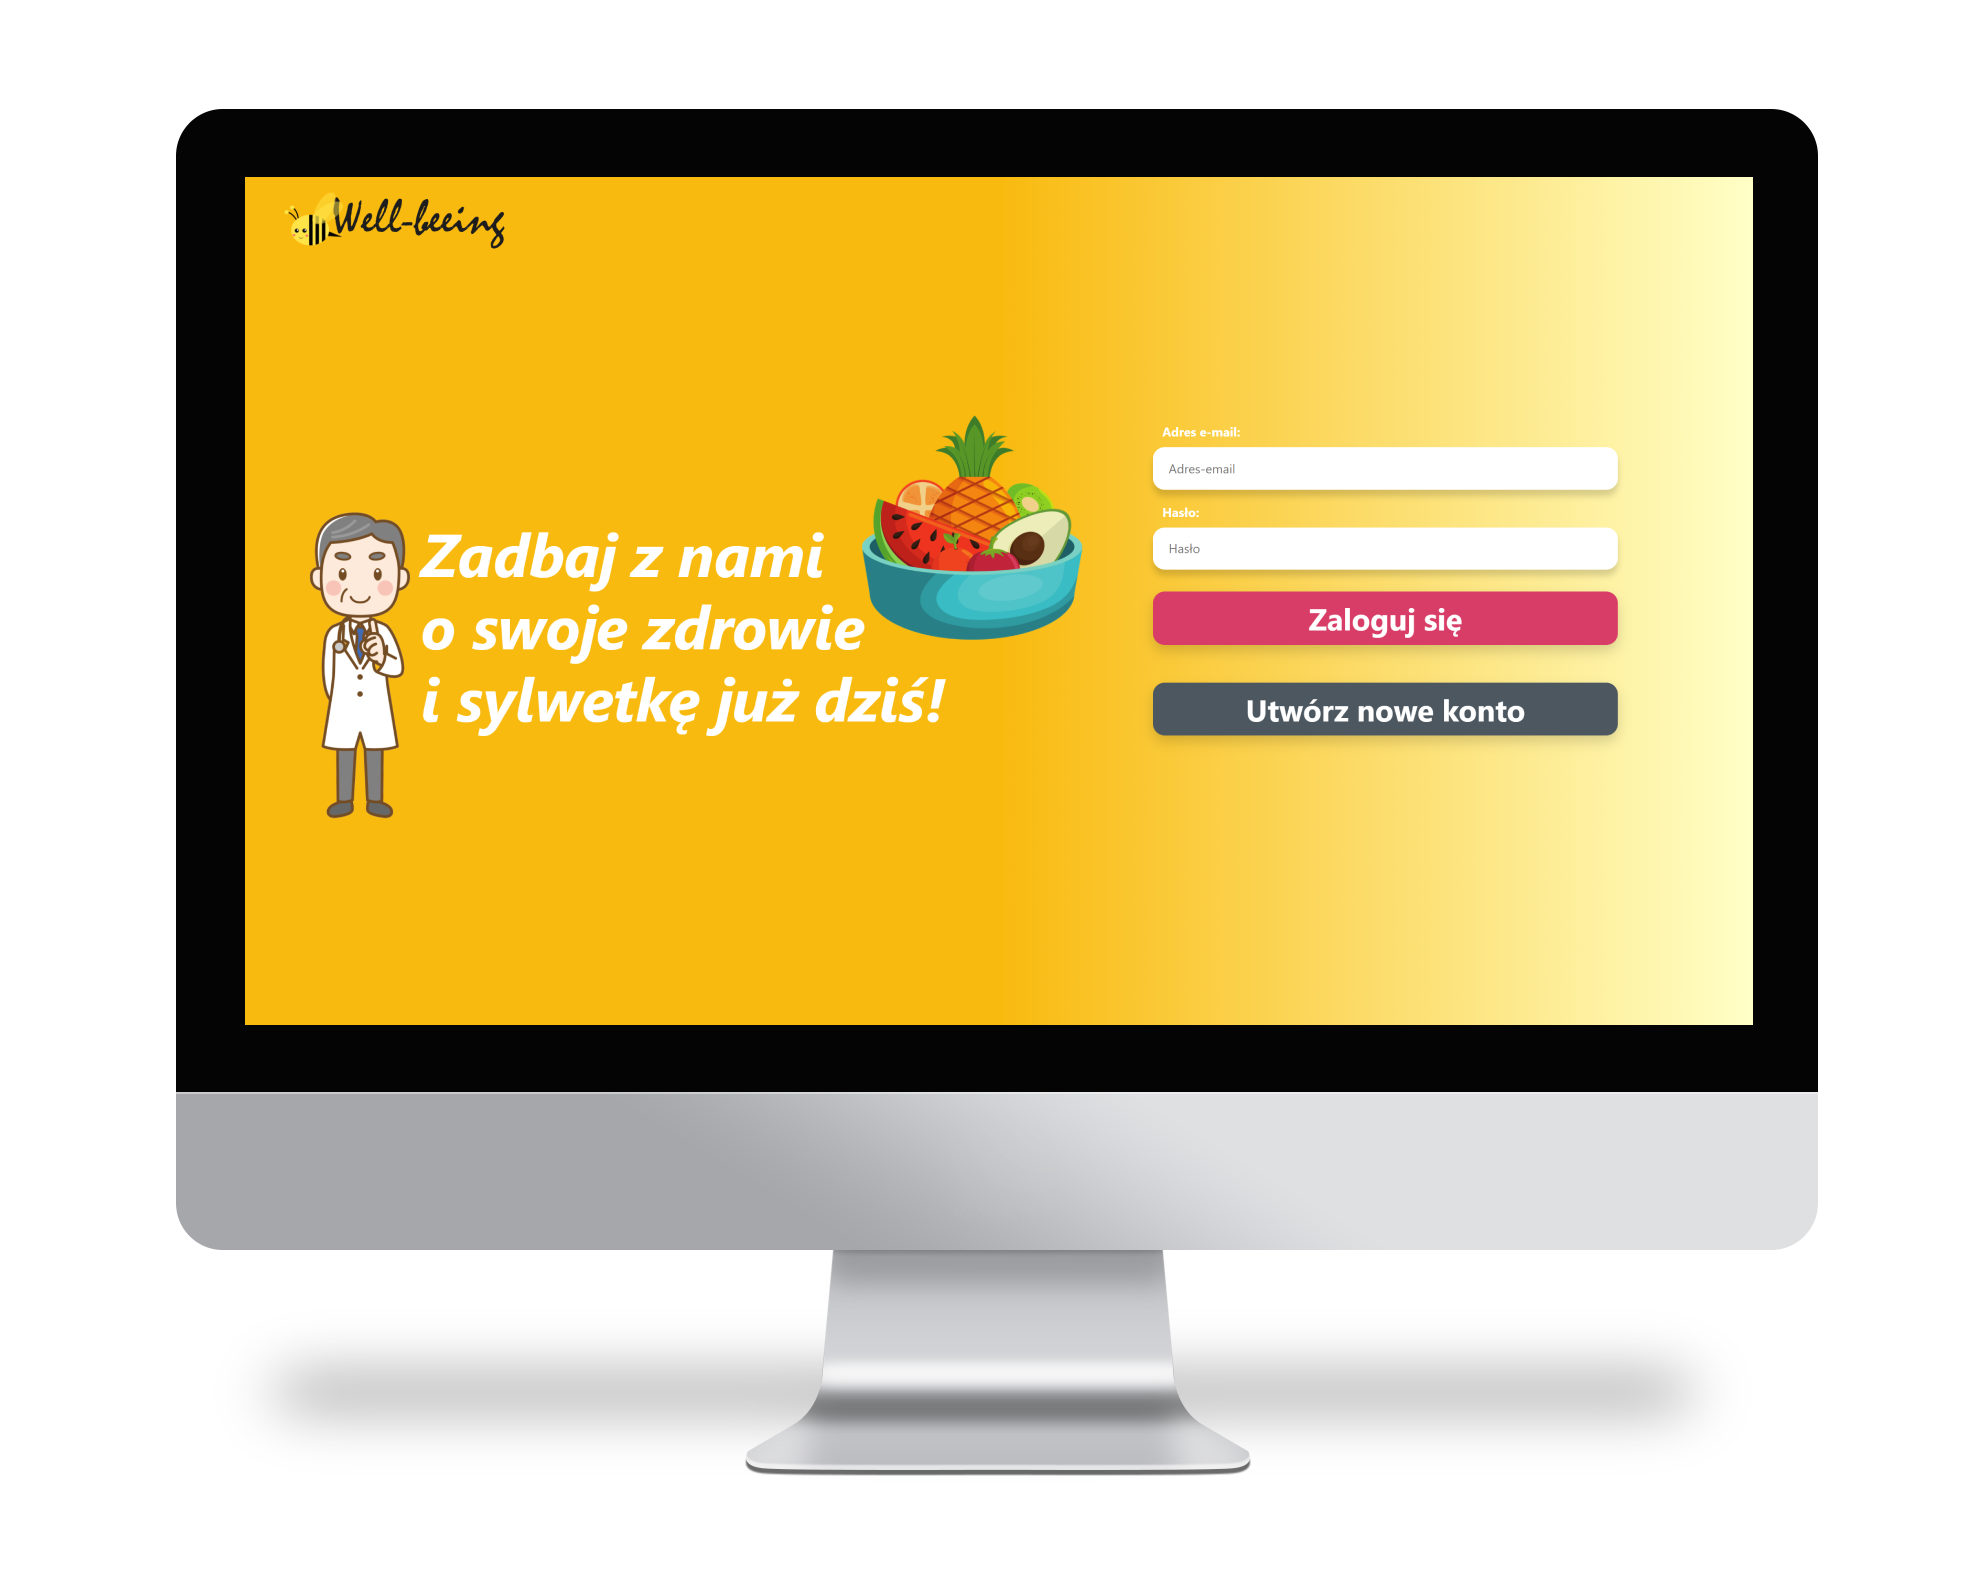 Well-beeing
Zadbaj z nami
o swoje zdrowie
i sylwetkę już dziś!
Adres e-mail:
Adres-email
Hasło:
Hasło
Zaloguj się
Utwórz nowe konto